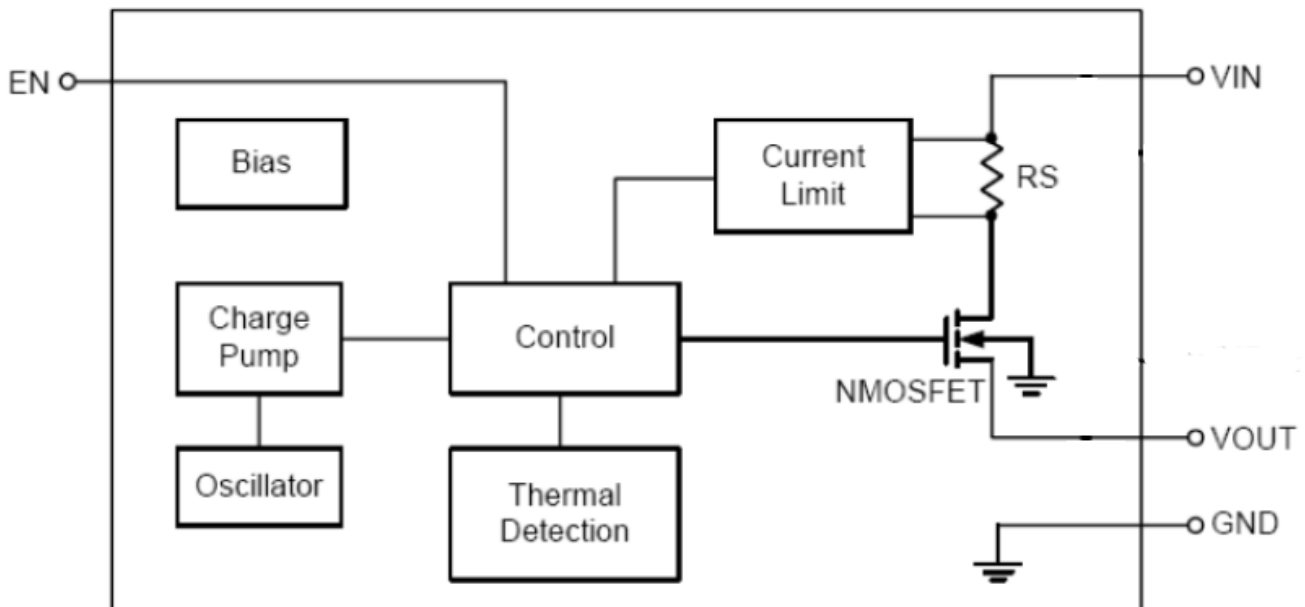 EN
VIN
Bias
Current
Limit
RS
Charge
Pump
Control
NMOSFET
VOUT
Oscillator
Thermal
Detection
GND